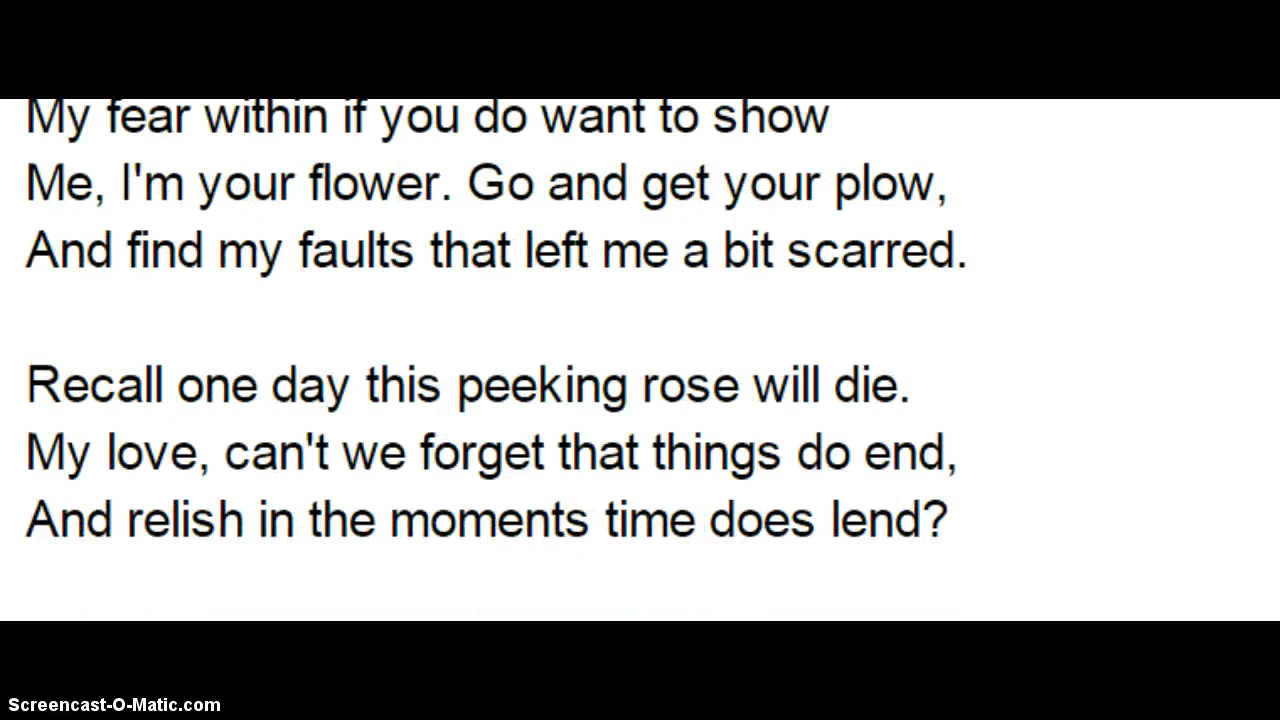 My fear within if you do want to show
Me, I'm your flower. Go and get your plow,
And find my faults that left me a bit scarred.
Recall one day this peeking rose will die.
My love, can't we forget that things do end,
And relish in the moments time does lend?
Screencast-O-Matic.com